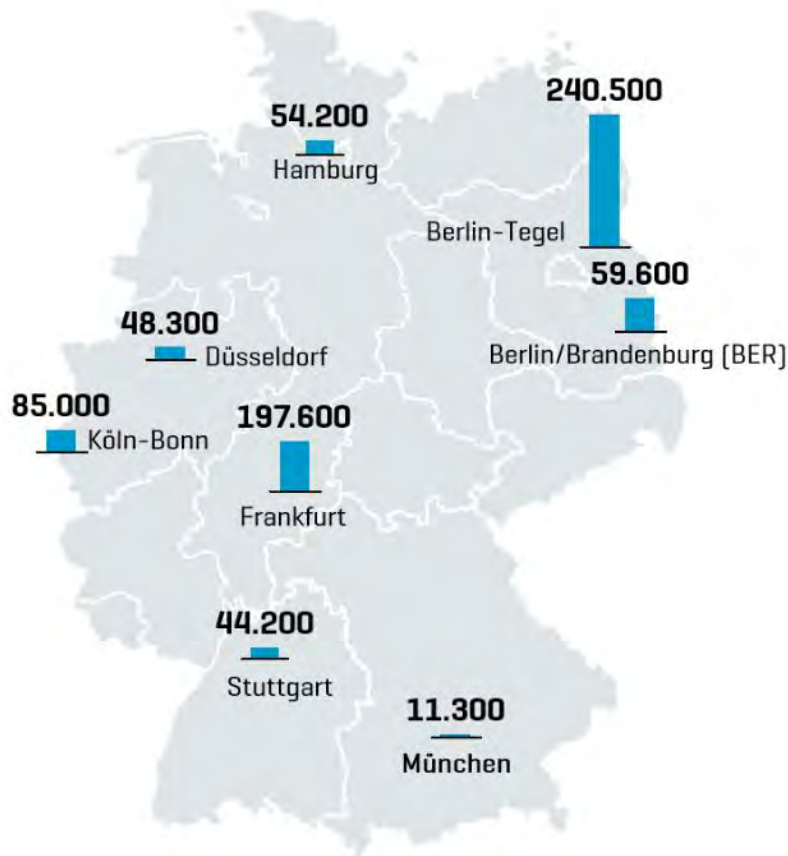 240.500
Berlin-Tegel
54.200
Hamburg
59.600
Berlin/Brandenburg (BER)
48.300
Düsseldorf
85.000
Köln-Bonn
197.600
Frankfurt
44.200
Stuttgart
11.300
München